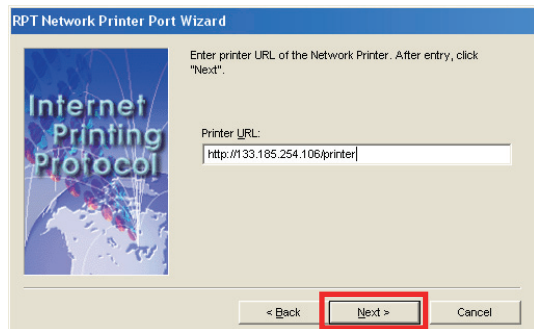 RPT Network Printer Port Wizard
Enter printer URL of the Network Printer. After entry, click
"Next".
Internet
Printing
Protocol
Printer URL:
http://133.185.254.106/printer
< Back
Next >
Cancel